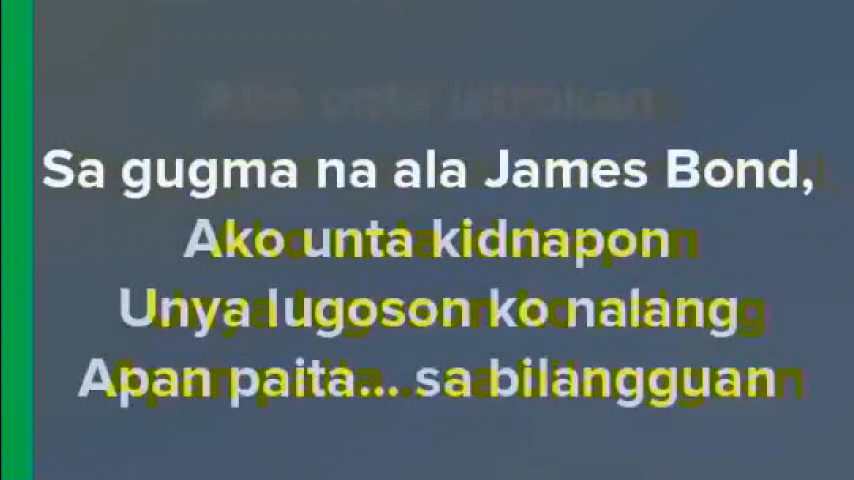 Sa gugma na ala James Bond,
Ako unta kidnapon
Unya lugoson ko nalang
Apan paita... sa bilangguan